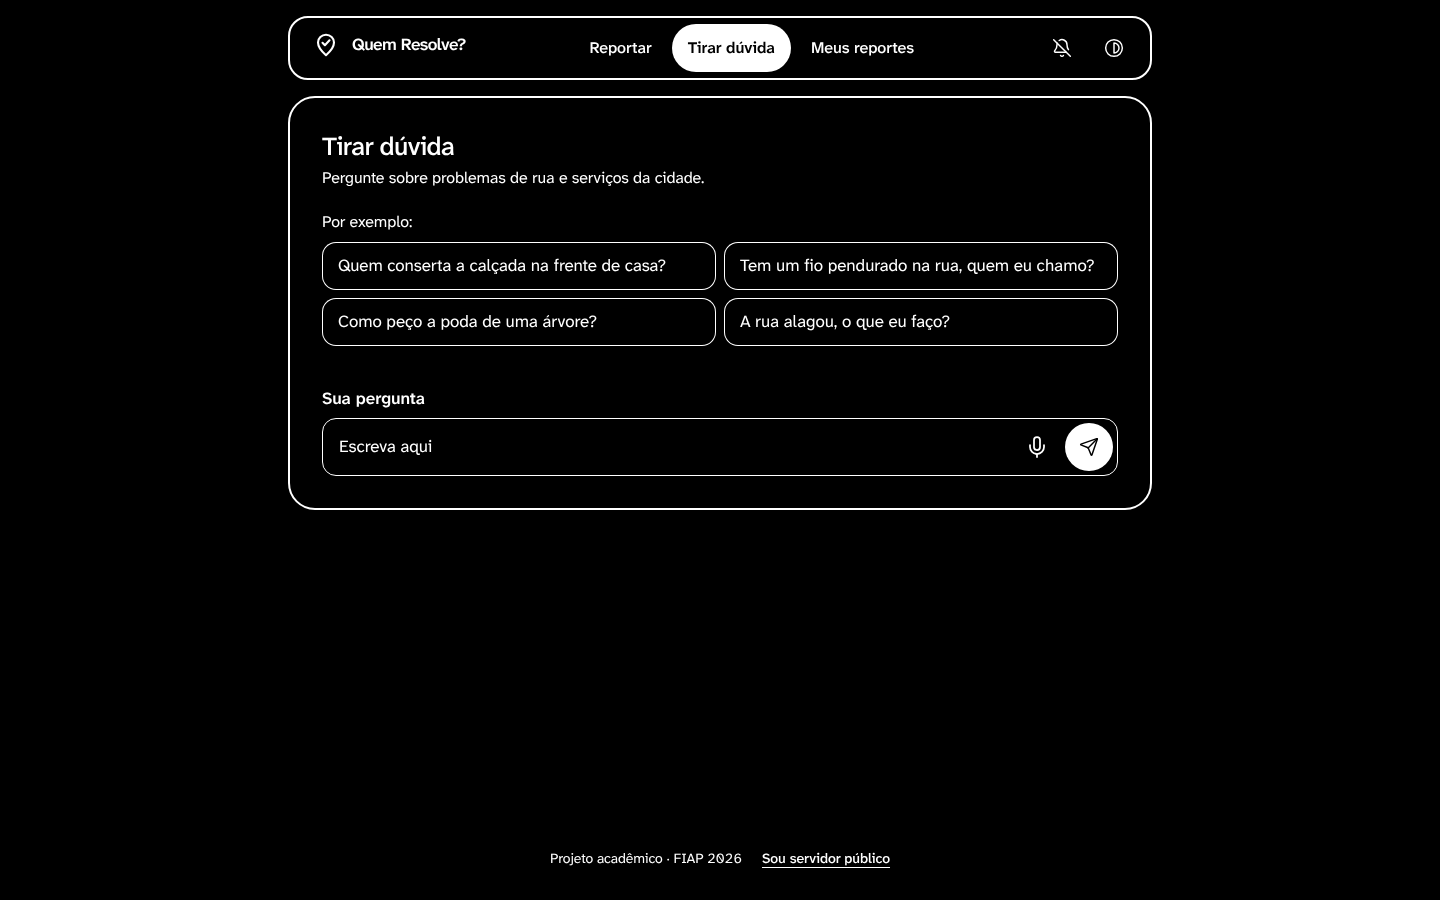 Quem Resolve?
Reportar
Tirar dúvida
Meus reportes
Tirar dúvida
Pergunte sobre problemas de rua e serviços da cidade.
Por exemplo:
Quem conserta a calçada na frente de casa?
Tem um fio pendurado na rua, quem eu chamo?
Como peço a poda de uma árvore?
A rua alagou, o que eu faço?
Sua pergunta
Escreva aqui
Projeto acadêmico · FIAP 2026
Sou servidor público